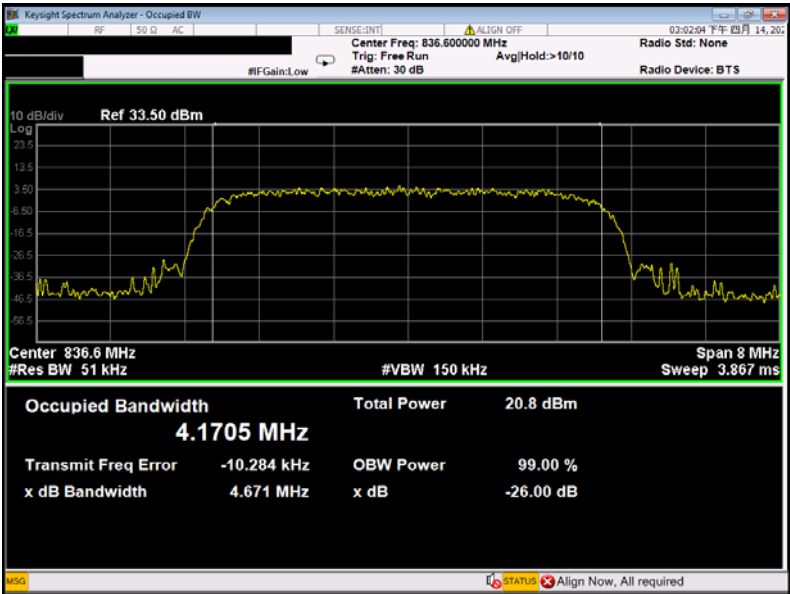 Keysight Spectrum Analyzer - Occupied BW
RF 50 Ω AC SENSE:INT ALIGN OFF 03:02:04 下午 四月 14, 202
Center Freq: 836.600000 MHz Radio Std: None
Trig: Free Run Avg|Hold:>10/10
#IFGain:Low #Atten: 30 dB Radio Device: BTS
10 dB/div Ref 33.50 dBm
Log
23.5
13.5
3.50
-6.50
-16.5
-26.5
-36.5
-46.5
-56.5
Center 836.6 MHz Span 8 MHz
#Res BW 51 kHz #VBW 150 kHz Sweep 3.867 ms
Occupied Bandwidth Total Power 20.8 dBm
4.1705 MHz
Transmit Freq Error -10.284 kHz OBW Power 99.00 %
x dB Bandwidth 4.671 MHz x dB -26.00 dB
MSG STATUS Align Now, All required